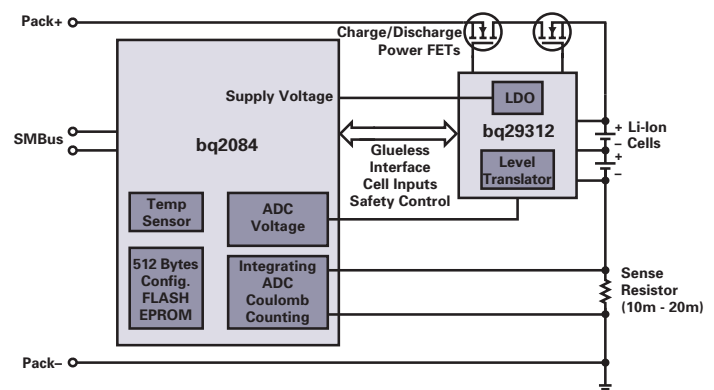 Pack+
Charge/Discharge
Power FETs
Supply Voltage
LDO
bq29312
SMBus
bq2084
Glueless
Interface
Cell Inputs
Safety Control
Level
Translator
+ Li-Ion
– Cells
+
–
Temp
Sensor
ADC
Voltage
512 Bytes
Config.
FLASH
EPROM
Integrating
ADC
Coulomb
Counting
Sense
Resistor
(10m - 20m)
Pack–